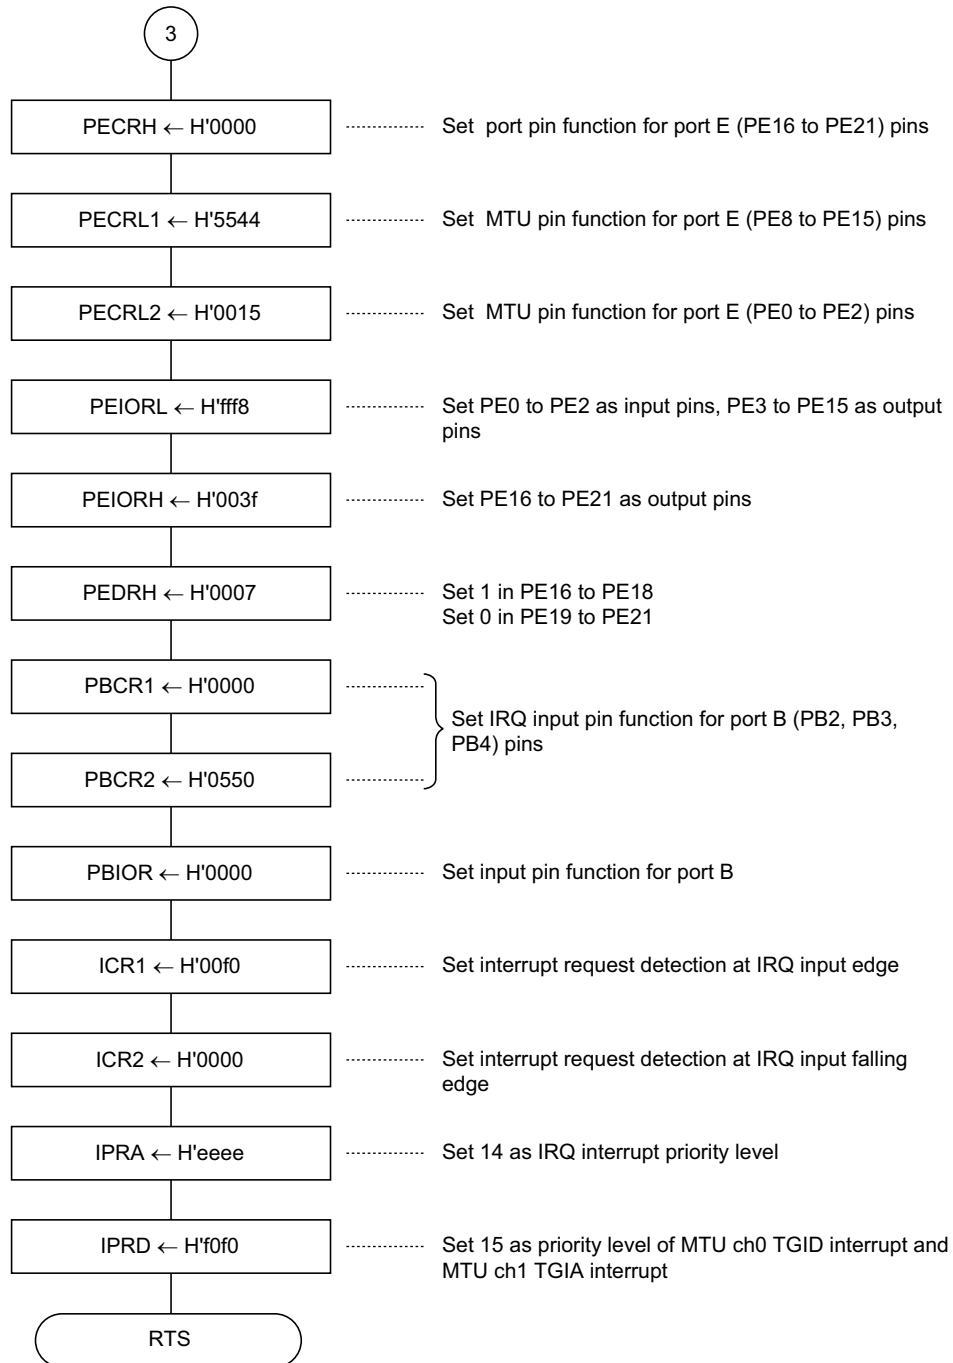 3
PECRH ← H'0000
Set port pin function for port E (PE16 to PE21) pins
PECRL1 ← H'5544
Set MTU pin function for port E (PE8 to PE15) pins
PECRL2 ← H'0015
Set MTU pin function for port E (PE0 to PE2) pins
PEIORL ← H'fff8
Set PE0 to PE2 as input pins, PE3 to PE15 as output
pins
PEIORH ← H'003f
Set PE16 to PE21 as output pins
PEDRH ← H'0007
Set 1 in PE16 to PE18
Set 0 in PE19 to PE21
PBCR1 ← H'0000
Set IRQ input pin function for port B (PB2, PB3,
PB4) pins
PBCR2 ← H'0550
PBIOR ← H'0000
Set input pin function for port B
ICR1 ← H'00f0
Set interrupt request detection at IRQ input edge
ICR2 ← H'0000
Set interrupt request detection at IRQ input falling
edge
IPRA ← H'eeee
Set 14 as IRQ interrupt priority level
IPRD ← H'f0f0
Set 15 as priority level of MTU ch0 TGID interrupt and
MTU ch1 TGIA interrupt
RTS